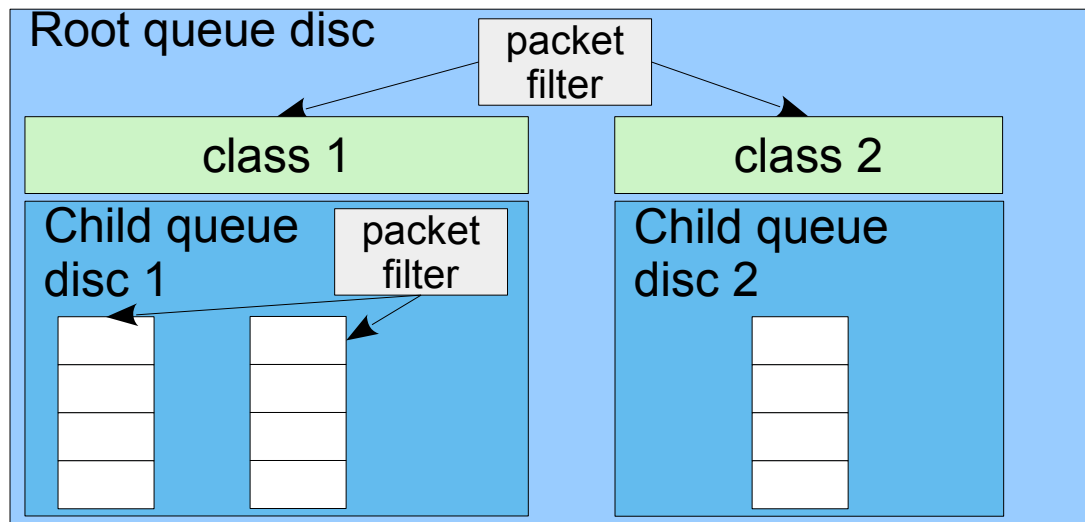 Root queue disc
packet
filter
class 1
class 2
Child queue
disc 1
packet
filter
Child queue
disc 2